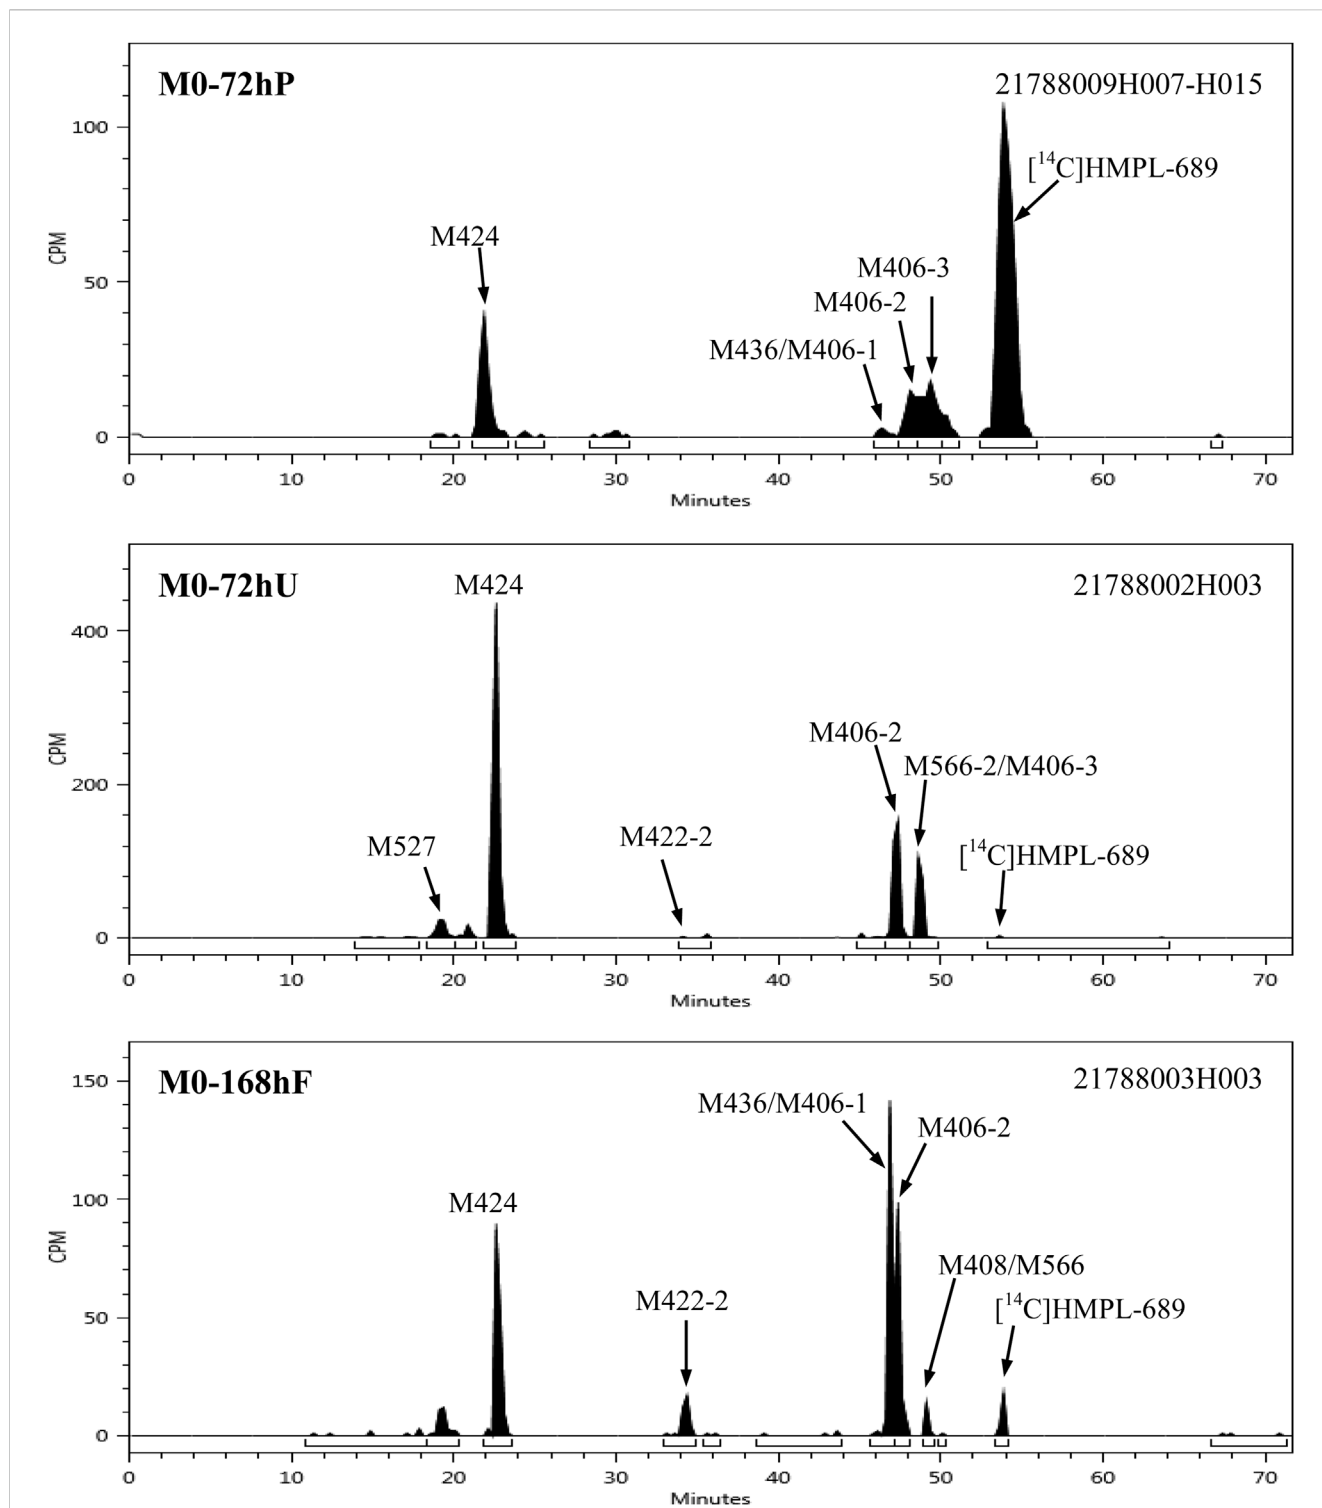 M0-72hP
21788009H007-H015
[14C]HMPL-689
M424
M406-3
M406-2
M436/M406-1
CPM
100
50
0
0 10 20 30 40 50 60 70
Minutes
M0-72hU
M424
21788002H003
M406-2
M566-2/M406-3
M527
M422-2
[14C]HMPL-689
CPM
400
200
0
0 10 20 30 40 50 60 70
Minutes
M0-168hF
21788003H003
M436/M406-1
M406-2
M424
M408/M566
M422-2
[14C]HMPL-689
CPM
150
100
50
0
0 10 20 30 40 50 60 70
Minutes